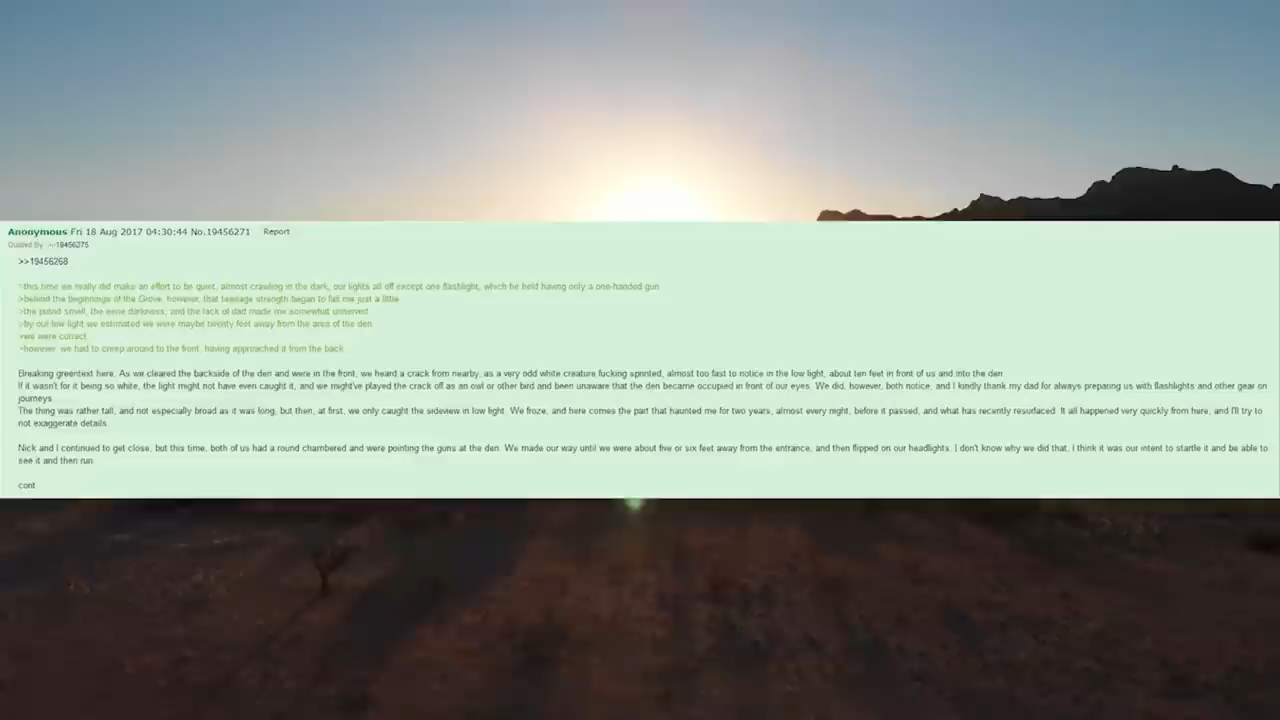 Anonymous Fri 18 Aug 2017 04:30:44 No.19456271 Report
Quoted By: >>19456275
>>19456268
>this time we really did make an effort to be quiet, almost crawling in the dark, our lights all off except one flashlight, which he held having only a one-handed gun
>behind the beginnings of the Grove, however, that teenage strength began to fail me just a little
>the putrid smell, the eerie darkness, and the lack of dad made me somewhat unnerved
>by our low light we estimated we were maybe twenty feet away from the area of the den
>we were correct
>however, we had to creep around to the front, having approached it from the back
Breaking greentext here. As we cleared the backside of the den and were in the front, we heard a crack from nearby, as a very odd white creature fucking sprinted, almost too fast to notice in the low light, about ten feet in front of us and into the den.
If it wasn't for it being so white, the light might not have even caught it, and we might've played the crack off as an owl or other bird and been unaware that the den became occupied in front of our eyes. We did, however, both notice, and I kindly thank my dad for always preparing us with flashlights and other gear on
journeys.
The thing was rather tall, and not especially broad as it was long, but then, at first, we only caught the sideview in low light. We froze, and here comes the part that haunted me for two years, almost every night, before it passed, and what has recently resurfaced. It all happened very quickly from here, and I'll try to
not exaggerate details.
Nick and I continued to get close, but this time, both of us had a round chambered and were pointing the guns at the den. We made our way until we were about five or six feet away from the entrance, and then flipped on our headlights. I don't know why we did that, I think it was our intent to startle it and be able to
see it and then run.
cont